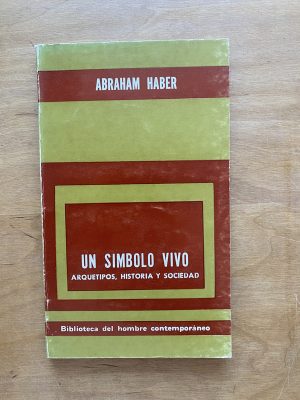 ABRAHAM HABER
UN SIMBOLO VIVO
ARQUETIPOS, HISTORIA Y SOCIEDAD
Biblioteca del hombre contemporáneo